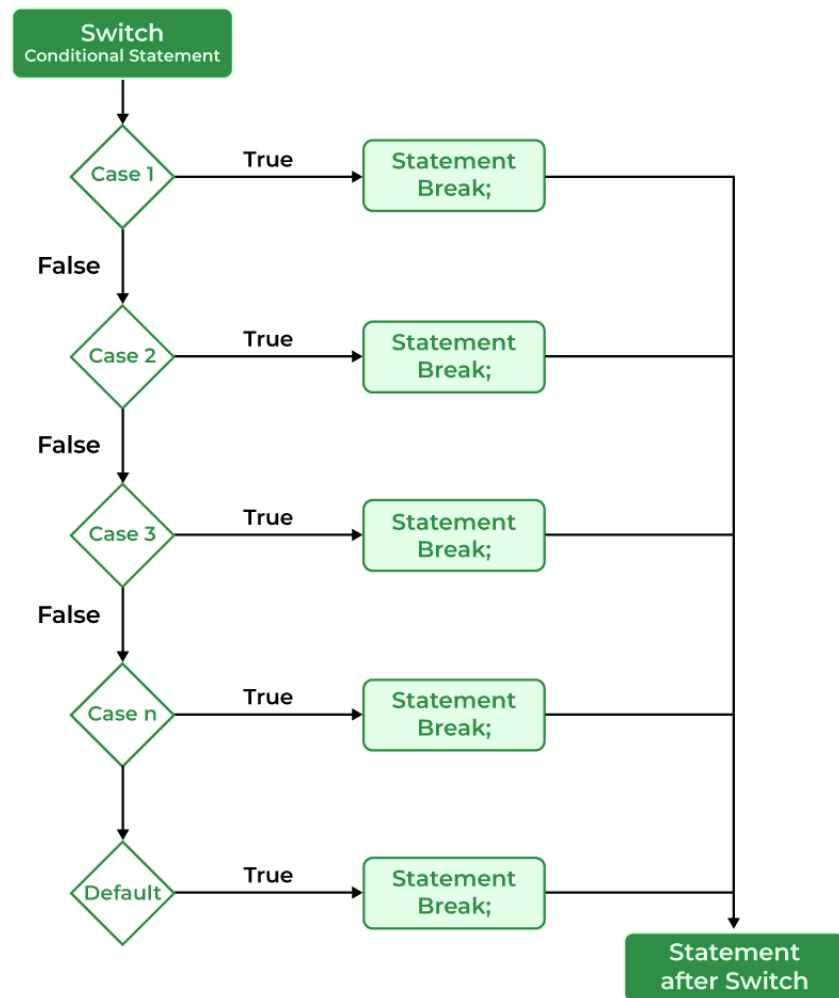 Switch
Conditional Statement
Case 1
True
Statement
Break;
False
Case 2
True
Statement
Break;
False
Case 3
True
Statement
Break;
False
Case n
True
Statement
Break;
Default
True
Statement
Break;
Statement
after Switch